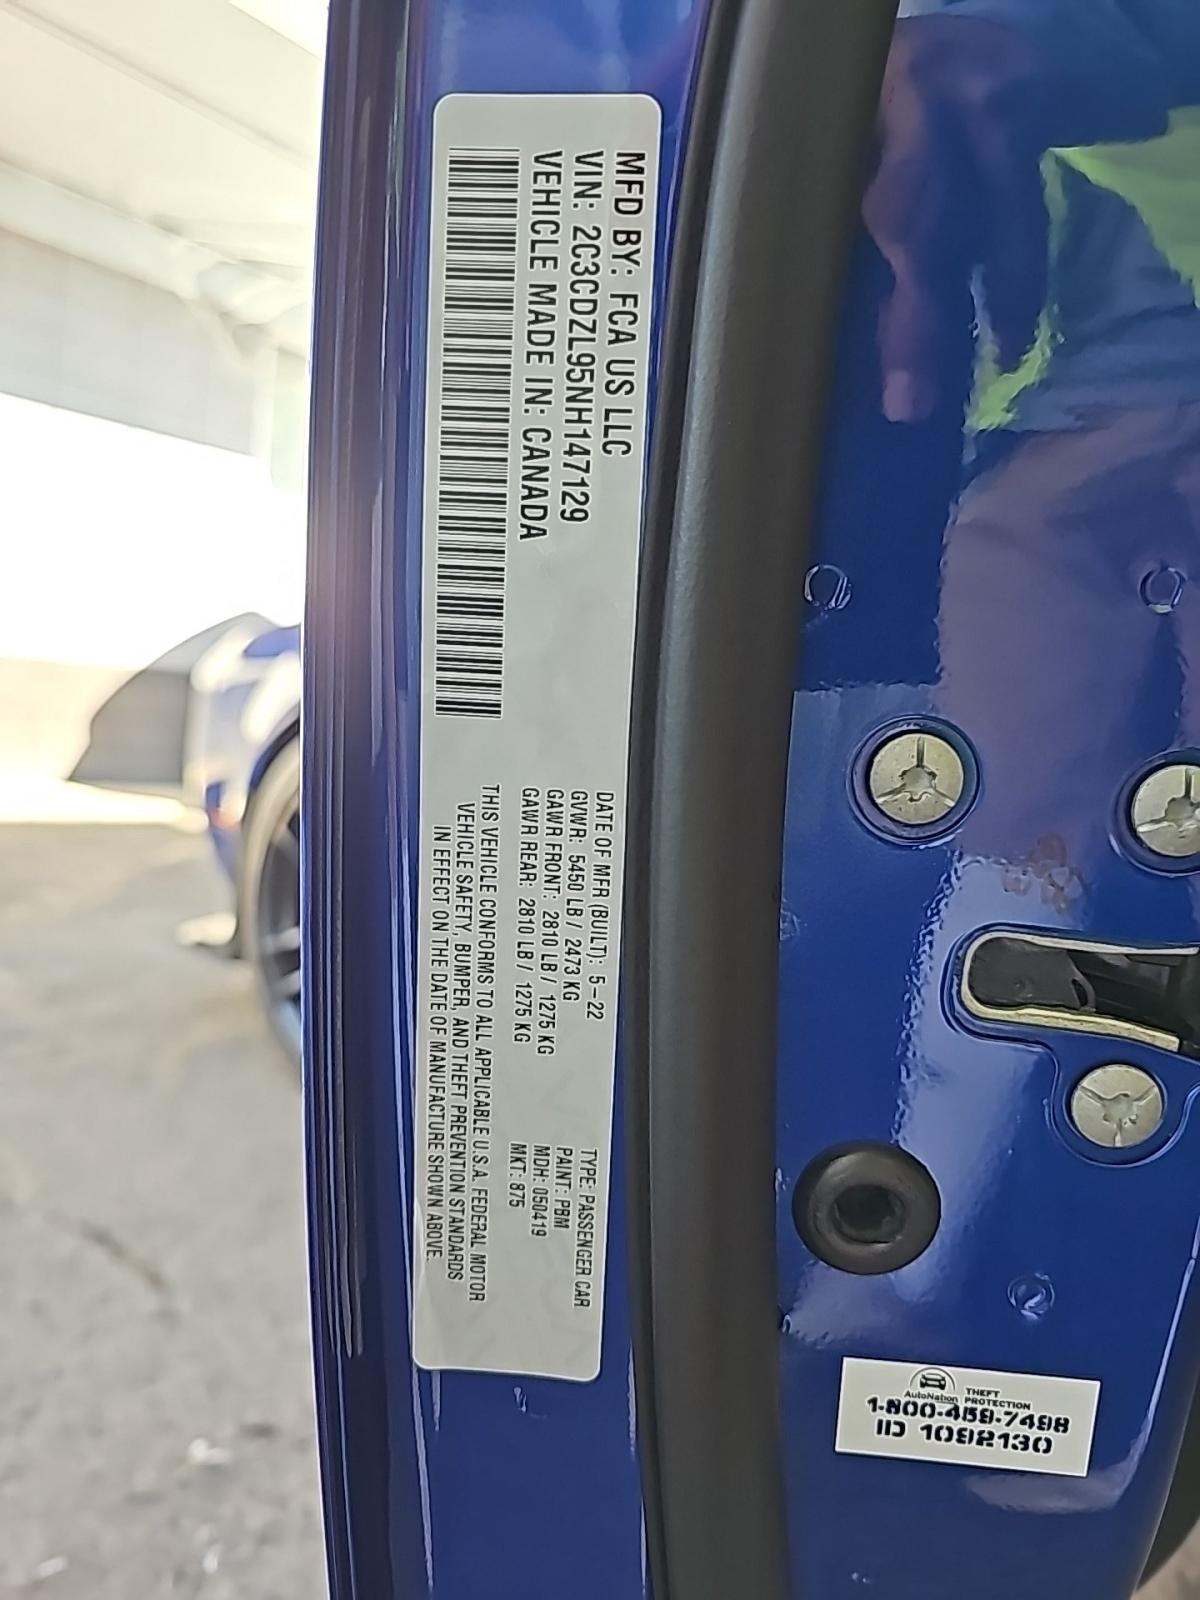 MFD BY: FCA US LLC
VIN: 2C3CDZL95NH147129
VEHICLE MADE IN: CANADA
DATE OF MFR (BUILT): 5-22
GVWR: 5450 LB / 2473 KG
GAWR FRONT: 2810 LB / 1275 KG
GAWR REAR: 2810 LB / 1275 KG
TYPE: PASSENGER CAR
PAINT: PBM
MDH: 050419
MKT: 875
THIS VEHICLE CONFORMS TO ALL APPLICABLE U.S.A. FEDERAL MOTOR
VEHICLE SAFETY, BUMPER, AND THEFT PREVENTION STANDARDS
IN EFFECT ON THE DATE OF MANUFACTURE SHOWN ABOVE.
AutoNation THEFT PROTECTION
1-800-459-7498
ID 1092130